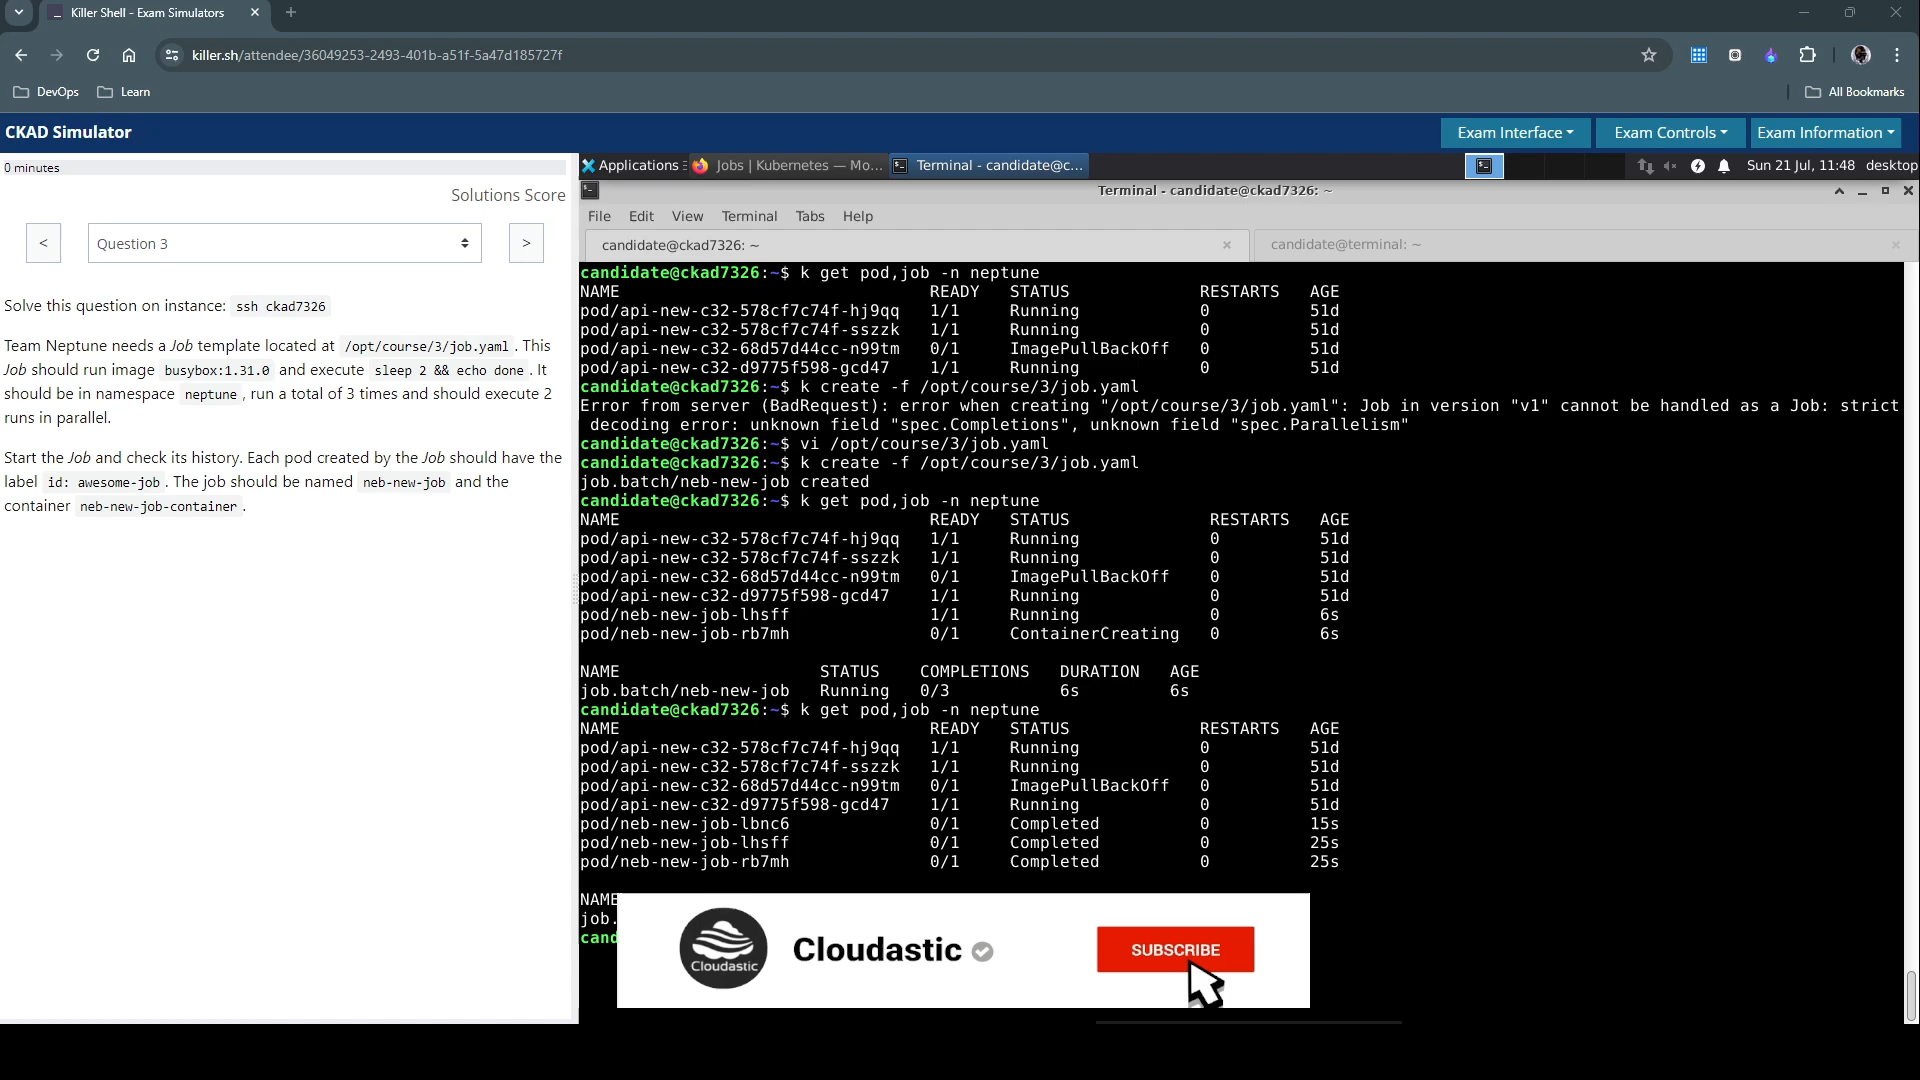 Killer Shell - Exam Simulators
killer.sh/attendee/36049253-2493-401b-a51f-5a47d185727f
DevOps Learn All Bookmarks
CKAD Simulator Exam Interface Exam Controls Exam Information
0 minutes
Solutions Score
< Question 3 >
Solve this question on instance: ssh ckad7326
Team Neptune needs a Job template located at /opt/course/3/job.yaml . This
Job should run image busybox:1.31.0 and execute sleep 2 && echo done . It
should be in namespace neptune , run a total of 3 times and should execute 2
runs in parallel.
Start the Job and check its history. Each pod created by the Job should have the
label id: awesome-job . The job should be named neb-new-job and the
container neb-new-job-container .
Applications Jobs | Kubernetes — Mo... Terminal - candidate@c... Sun 21 Jul, 11:48 desktop
Terminal - candidate@ckad7326: ~
File Edit View Terminal Tabs Help
candidate@ckad7326: ~ candidate@terminal: ~
candidate@ckad7326:~$ k get pod,job -n neptune
NAME READY STATUS RESTARTS AGE
pod/api-new-c32-578cf7c74f-hj9qq 1/1 Running 0 51d
pod/api-new-c32-578cf7c74f-sszzk 1/1 Running 0 51d
pod/api-new-c32-68d57d44cc-n99tm 0/1 ImagePullBackOff 0 51d
pod/api-new-c32-d9775f598-gcd47 1/1 Running 0 51d
candidate@ckad7326:~$ k create -f /opt/course/3/job.yaml
Error from server (BadRequest): error when creating "/opt/course/3/job.yaml": Job in version "v1" cannot be handled as a Job: strict
decoding error: unknown field "spec.Completions", unknown field "spec.Parallelism"
candidate@ckad7326:~$ vi /opt/course/3/job.yaml
candidate@ckad7326:~$ k create -f /opt/course/3/job.yaml
job.batch/neb-new-job created
candidate@ckad7326:~$ k get pod,job -n neptune
NAME READY STATUS RESTARTS AGE
pod/api-new-c32-578cf7c74f-hj9qq 1/1 Running 0 51d
pod/api-new-c32-578cf7c74f-sszzk 1/1 Running 0 51d
pod/api-new-c32-68d57d44cc-n99tm 0/1 ImagePullBackOff 0 51d
pod/api-new-c32-d9775f598-gcd47 1/1 Running 0 51d
pod/neb-new-job-lhsff 1/1 Running 0 6s
pod/neb-new-job-rb7mh 0/1 ContainerCreating 0 6s
NAME STATUS COMPLETIONS DURATION AGE
job.batch/neb-new-job Running 0/3 6s 6s
candidate@ckad7326:~$ k get pod,job -n neptune
NAME READY STATUS RESTARTS AGE
pod/api-new-c32-578cf7c74f-hj9qq 1/1 Running 0 51d
pod/api-new-c32-578cf7c74f-sszzk 1/1 Running 0 51d
pod/api-new-c32-68d57d44cc-n99tm 0/1 ImagePullBackOff 0 51d
pod/api-new-c32-d9775f598-gcd47 1/1 Running 0 51d
pod/neb-new-job-lbnc6 0/1 Completed 0 15s
pod/neb-new-job-lhsff 0/1 Completed 0 25s
pod/neb-new-job-rb7mh 0/1 Completed 0 25s
NAME
job.
cand
Cloudastic Cloudastic SUBSCRIBE